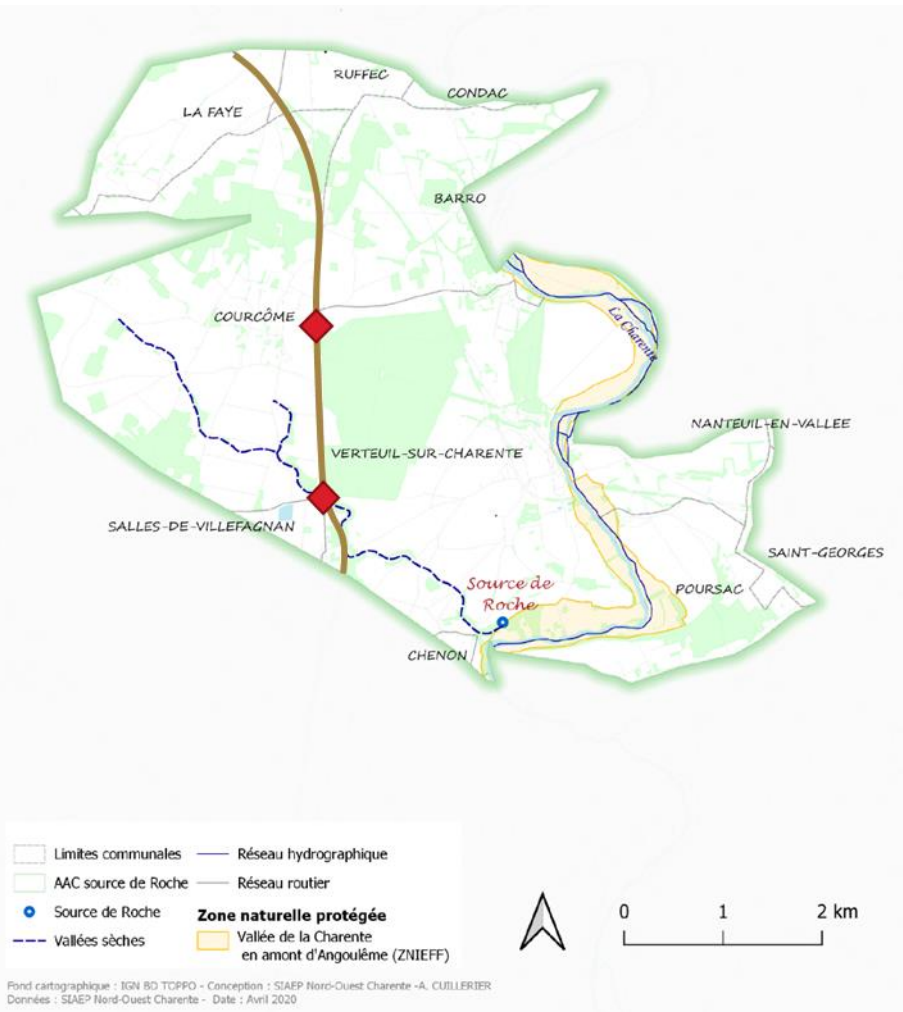 RUFFEC
CONDAC
LA FAYE
BARRO
La Charente
COURCÔME
NANTEUIL-EN-VALLEE
VERTEUIL-SUR-CHARENTE
SALLES-DE-VILLEFAGNAN
SAINT-GEORGES
Source de
Roche
POURSAC
CHENON
Limites communales
Réseau hydrographique
AAC source de Roche
Réseau routier
Source de Roche
Zone naturelle protégée
Vallées sèches
Vallée de la Charente
en amont d'Angoulême (ZNIEFF)
0 1 2 km
Fond cartographique : IGN BD TOPPO - Conception : SIAEP Nord-Ouest Charente -A. CUILLERIER
Données : SIAEP Nord-Ouest Charente - Date : Avril 2020